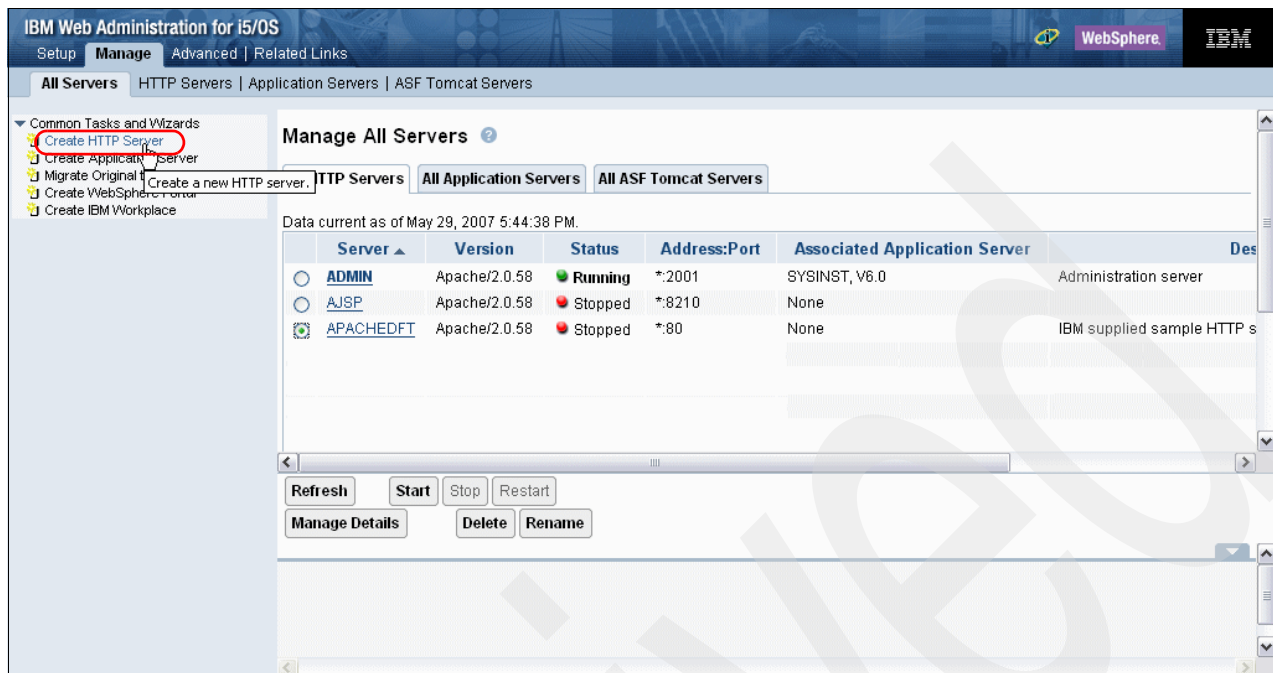 IBM Web Administration for i5/OS
Setup Manage Advanced | Related Links
WebSphere. IBM
All Servers HTTP Servers | Application Servers | ASF Tomcat Servers
Common Tasks and Wizards
Create HTTP Server
Create Application Server
Migrate Original
Create WebSphere Portal
Create IBM Workplace
Create a new HTTP server.
Manage All Servers
HTTP Servers All Application Servers All ASF Tomcat Servers
Data current as of May 29, 2007 5:44:38 PM.
Server Version Status Address:Port Associated Application Server Des
ADMIN Apache/2.0.58 Running *:2001 SYSINST, V6.0 Administration server
AJSP Apache/2.0.58 Stopped *:8210 None
APACHEDFT Apache/2.0.58 Stopped *:80 None IBM supplied sample HTTP s
Refresh Start Stop Restart
Manage Details Delete Rename